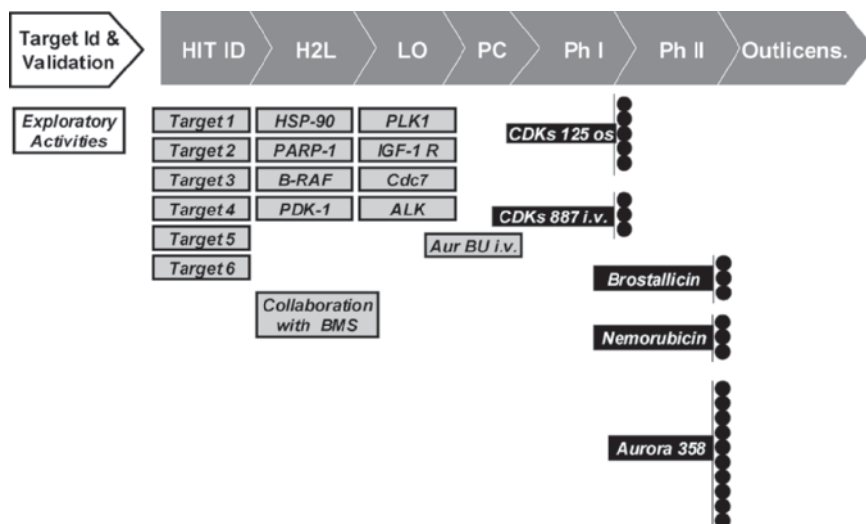 Target Id &
Validation
HIT ID
H2L
LO
PC
Ph I
Ph II
Outlicens.
Exploratory
Activities
Target 1
HSP-90
PLK1
CDKs 125 os
Target 2
PARP-1
IGF-1 R
Target 3
B-RAF
Cdc7
Target 4
PDK-1
ALK
CDKs 887 i.v.
Target 5
Aur BU i.v.
Target 6
Brostallicin
Collaboration
with BMS
Nemorubicin
Aurora 358